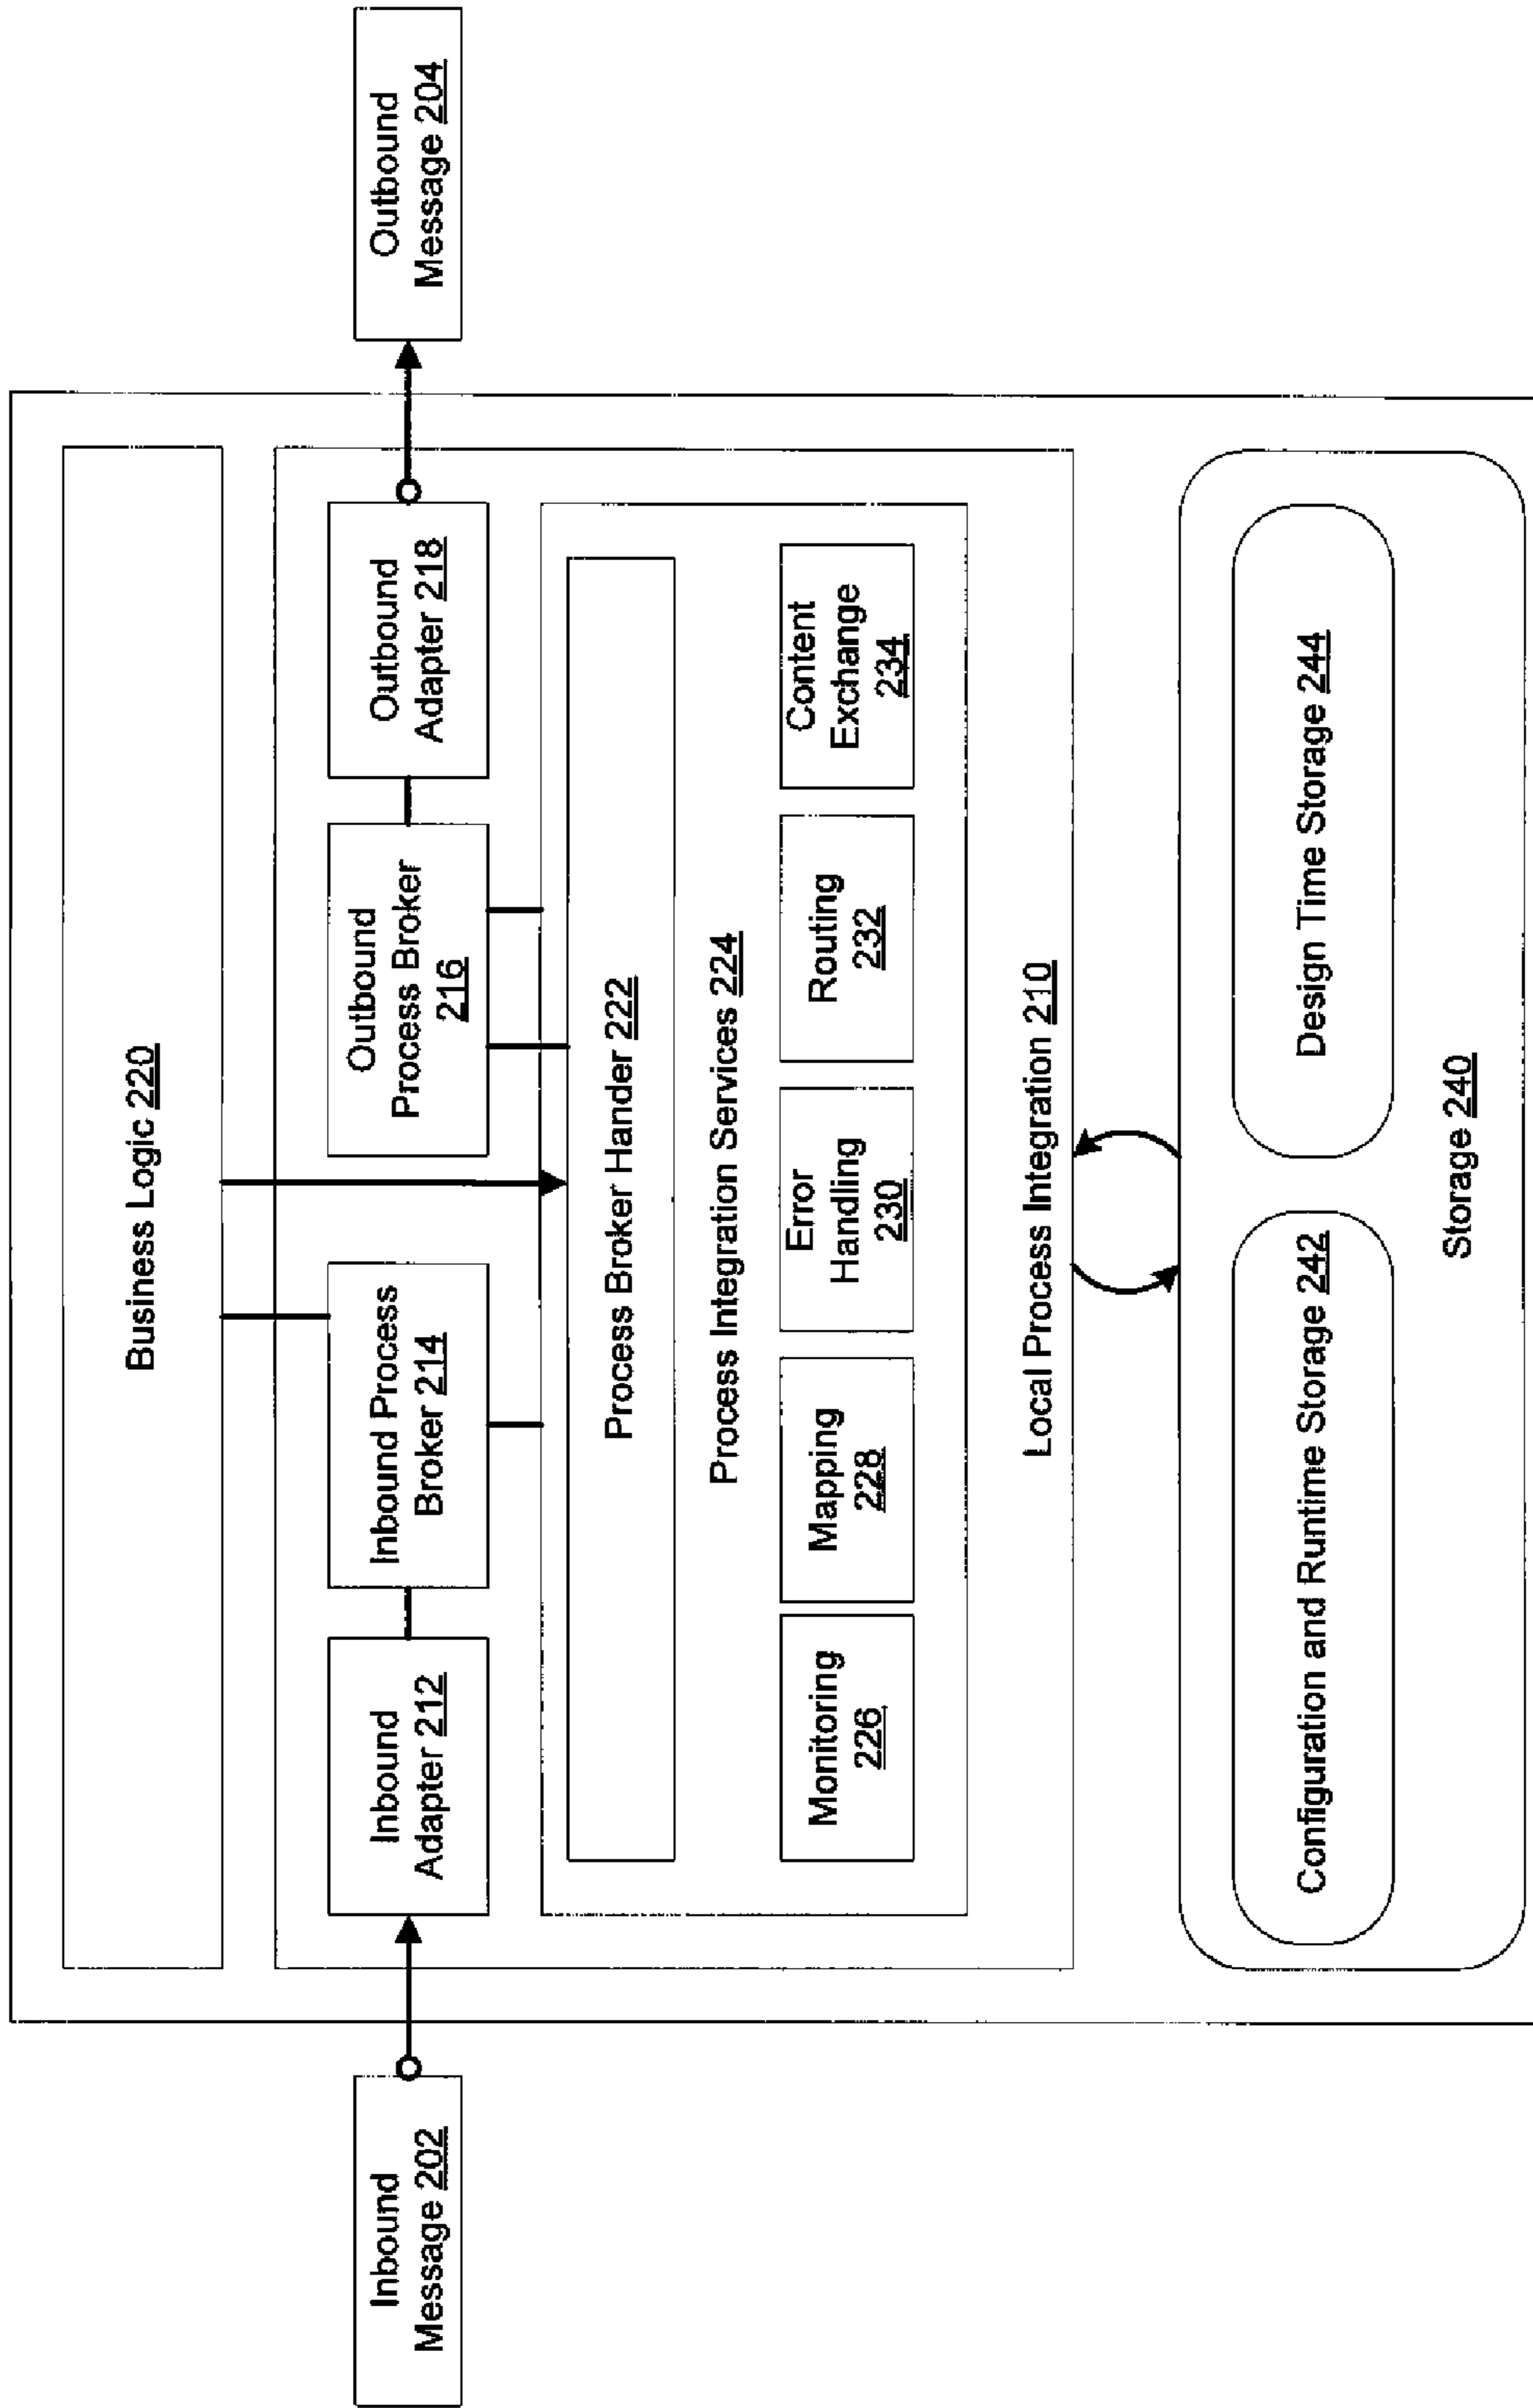 Business Logic 220
Inbound
Message 202
Inbound
Adapter 212
Inbound Process
Broker 214
Outbound
Process Broker
216
Outbound
Adapter 218
Outbound
Message 204
Process Broker Hander 222
Process Integration Services 224
Monitoring
226
Mapping
228
Error
Handling
230
Routing
232
Content
Exchange
234
Local Process Integration 210
Configuration and Runtime Storage 242
Design Time Storage 244
Storage 240